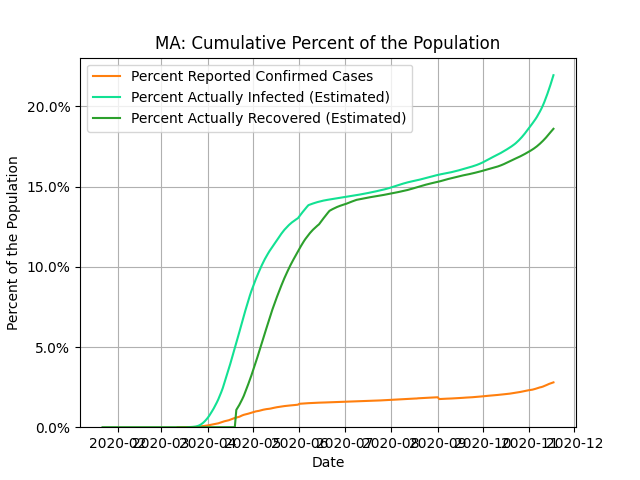 MA: Cumulative Percent of the Population
Percent Reported Confirmed Cases
Percent Actually Infected (Estimated)
Percent Actually Recovered (Estimated)
20.0%
15.0%
10.0%
5.0%
0.0%
Percent of the Population
2020-02 2020-03 2020-04 2020-05 2020-06 2020-07 2020-08 2020-09 2020-10 2020-11 2020-12
Date